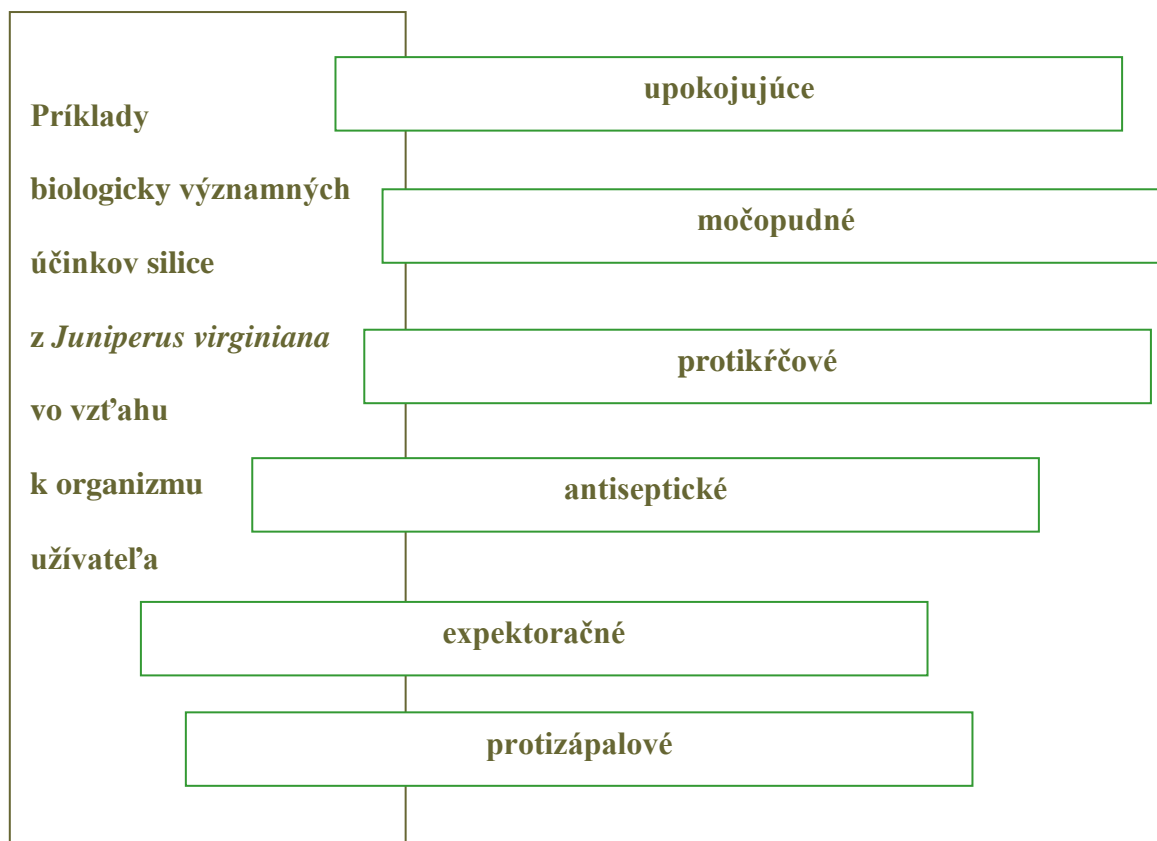 Príklady
biologicky významných
účinkov silice
z Juniperus virginiana
vo vzťahu
k organizmu
užívateľa
upokojujúce
močopudné
protikŕčové
antiseptické
expektoračné
protizápalové